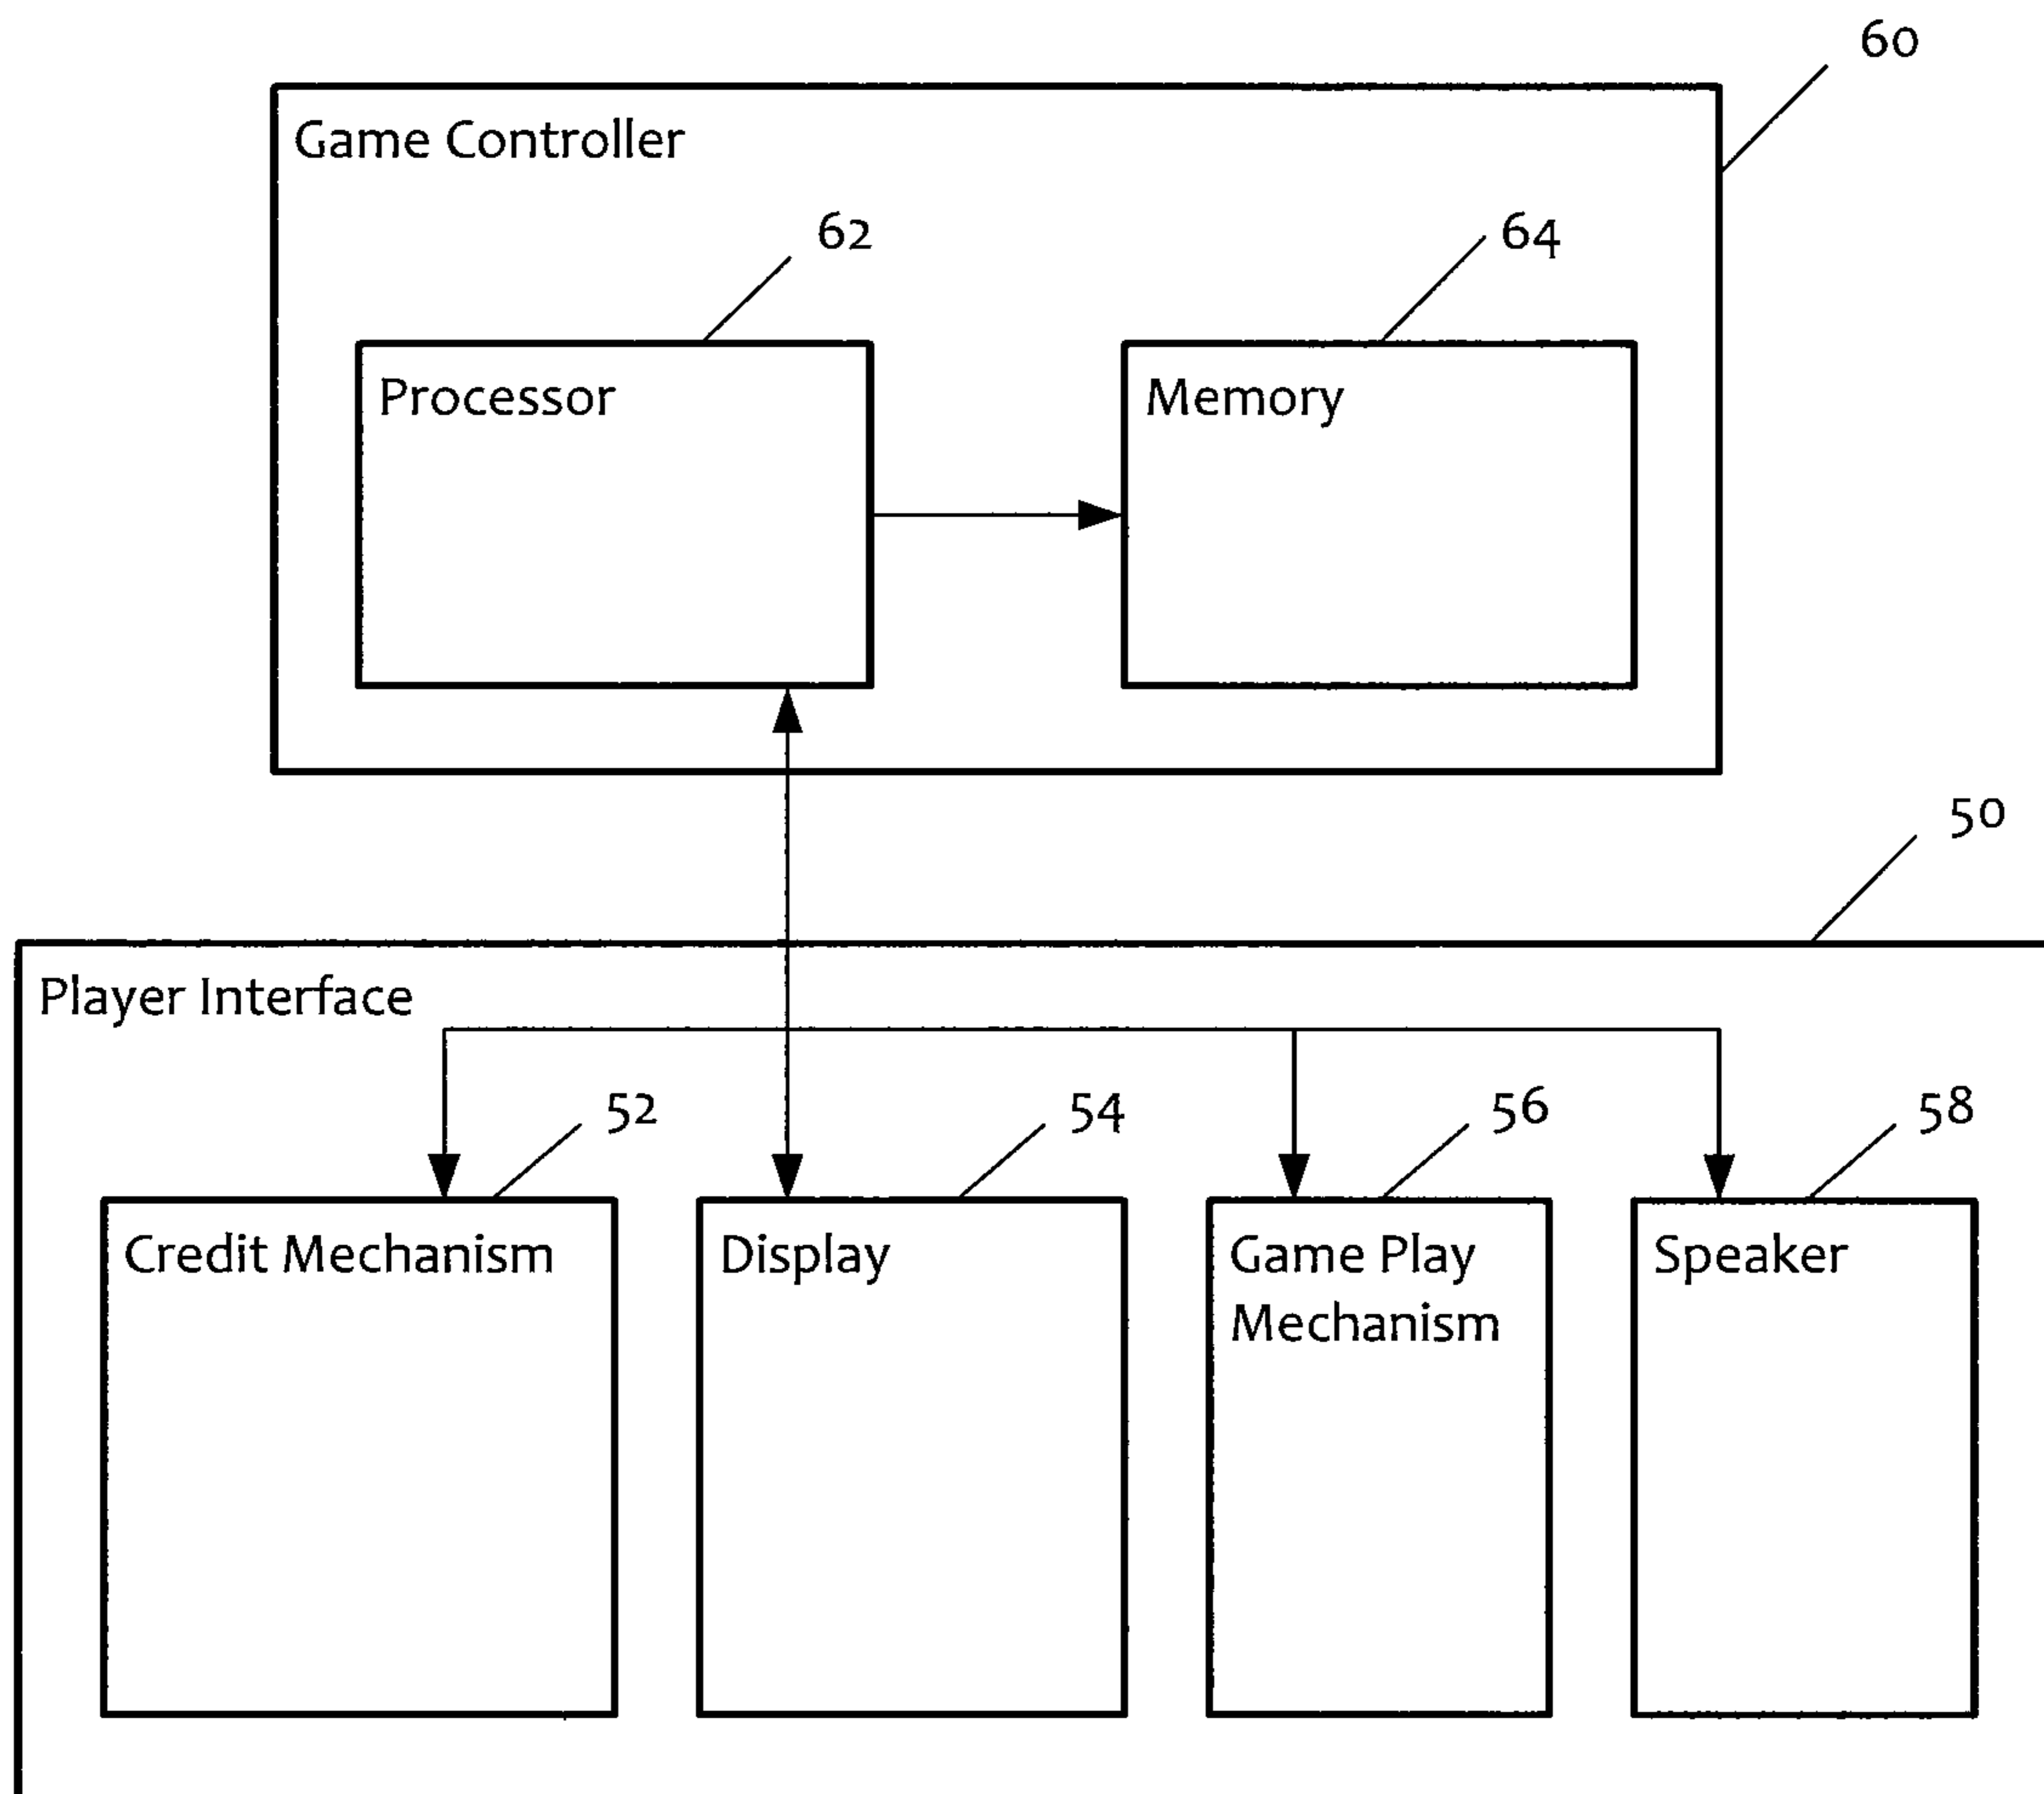 60
Game Controller
62
64
Processor
Memory
50
Player Interface
52
54
56
58
Credit Mechanism
Display
Game Play
Mechanism
Speaker